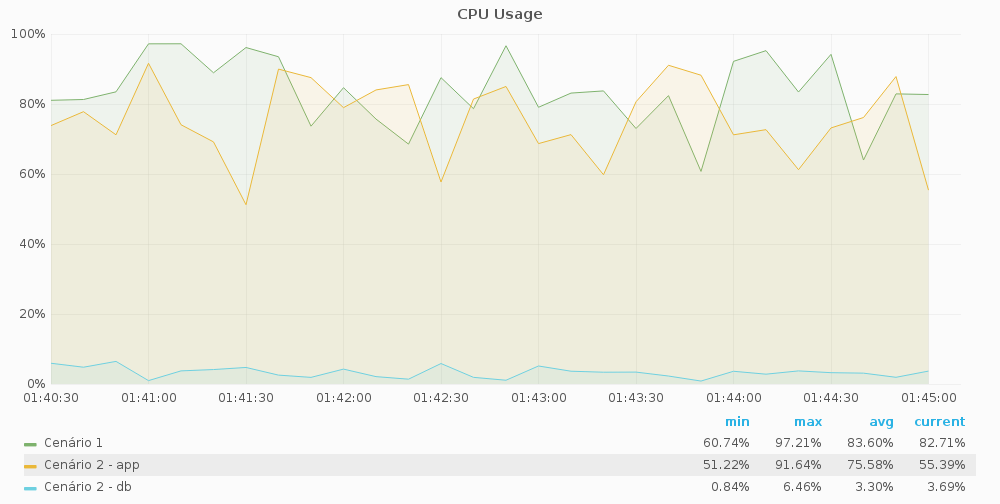 CPU Usage
100%
80%
60%
40%
20%
0%
01:40:30 01:41:00 01:41:30 01:42:00 01:42:30 01:43:00 01:43:30 01:44:00 01:44:30 01:45:00
min max avg current
Cenário 1 60.74% 97.21% 83.60% 82.71%
Cenário 2 - app 51.22% 91.64% 75.58% 55.39%
Cenário 2 - db 0.84% 6.46% 3.30% 3.69%